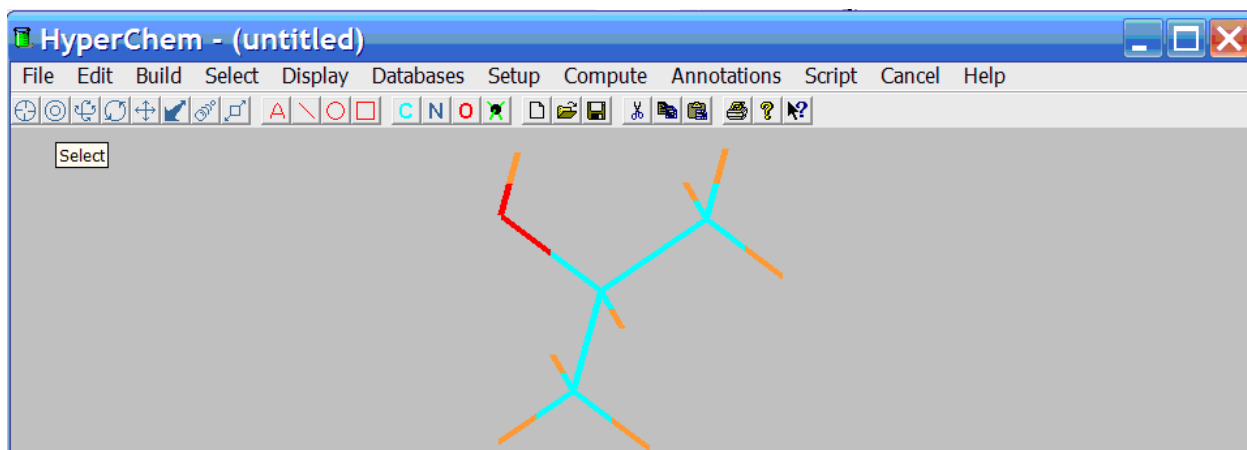 HyperChem - (untitled)
File Edit Build Select Display Databases Setup Compute Annotations Script Cancel Help
A C N O ? ?
Select